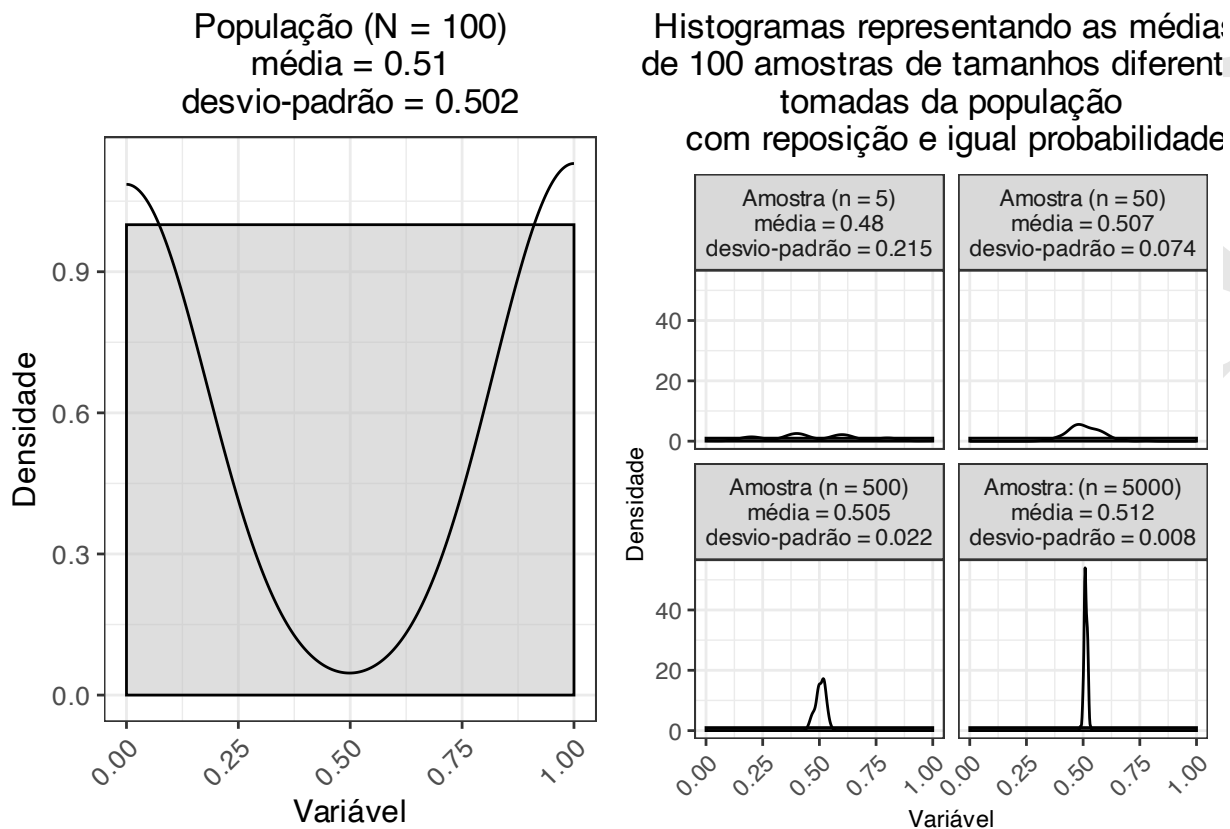 População (N = 100)
média = 0.51
desvio-padrão = 0.502
Densidade
0.9
0.6
0.3
0.0
0.00
0.25
0.50
0.75
1.00
Variável
Histogramas representando as médias
de 100 amostras de tamanhos diferent
tomadas da população
com reposição e igual probabilidade
Amostra (n = 5)
média = 0.48
desvio-padrão = 0.215
Amostra (n = 50)
média = 0.507
desvio-padrão = 0.074
40
20
0
Densidade
Amostra (n = 500)
média = 0.505
desvio-padrão = 0.022
Amostra: (n = 5000)
média = 0.512
desvio-padrão = 0.008
40
20
0
0.00
0.25
0.50
0.75
1.00
0.00
0.25
0.50
0.75
1.00
Variável